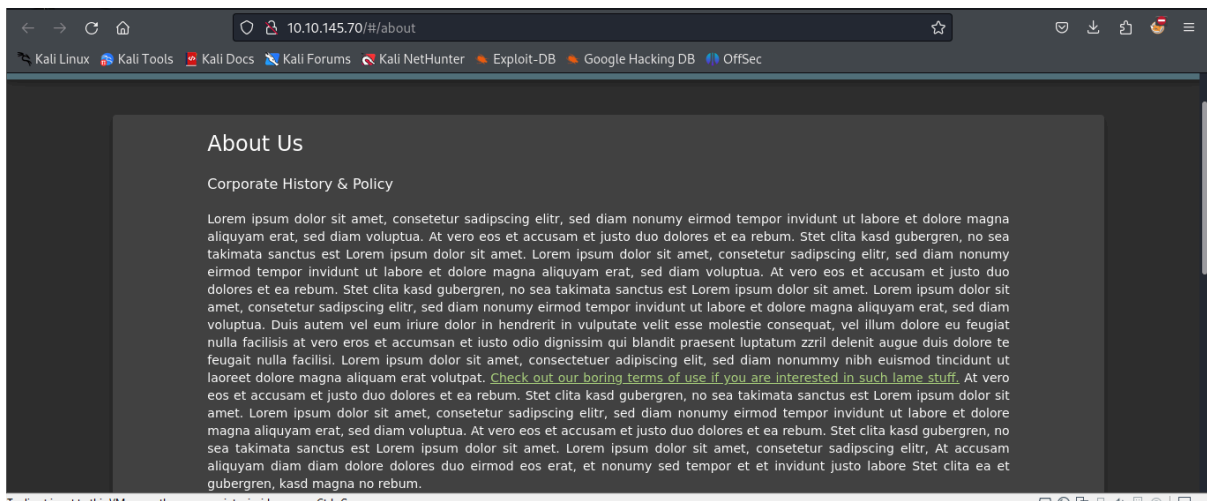 10.10.145.70/#/about
Kali Linux Kali Tools Kali Docs Kali Forums Kali NetHunter Exploit-DB Google Hacking DB OffSec
About Us
Corporate History & Policy
Lorem ipsum dolor sit amet, consetetur sadipscing elitr, sed diam nonumy eirmod tempor invidunt ut labore et dolore magna
aliquyam erat, sed diam voluptua. At vero eos et accusam et justo duo dolores et ea rebum. Stet clita kasd gubergren, no sea
takimata sanctus est Lorem ipsum dolor sit amet. Lorem ipsum dolor sit amet, consetetur sadipscing elitr, sed diam nonumy
eirmod tempor invidunt ut labore et dolore magna aliquyam erat, sed diam voluptua. At vero eos et accusam et justo duo
dolores et ea rebum. Stet clita kasd gubergren, no sea takimata sanctus est Lorem ipsum dolor sit amet. Lorem ipsum dolor sit
amet, consetetur sadipscing elitr, sed diam nonumy eirmod tempor invidunt ut labore et dolore magna aliquyam erat, sed diam
voluptua. Duis autem vel eum iriure dolor in hendrerit in vulputate velit esse molestie consequat, vel illum dolore eu feugiat
nulla facilisis at vero eros et accumsan et iusto odio dignissim qui blandit praesent luptatum zzril delenit augue duis dolore te
feugait nulla facilisi. Lorem ipsum dolor sit amet, consectetuer adipiscing elit, sed diam nonummy nibh euismod tincidunt ut
laoreet dolore magna aliquam erat volutpat. Check out our boring terms of use if you are interested in such lame stuff. At vero
eos et accusam et justo duo dolores et ea rebum. Stet clita kasd gubergren, no sea takimata sanctus est Lorem ipsum dolor sit
amet. Lorem ipsum dolor sit amet, consetetur sadipscing elitr, sed diam nonumy eirmod tempor invidunt ut labore et dolore
magna aliquyam erat, sed diam voluptua. At vero eos et accusam et justo duo dolores et ea rebum. Stet clita kasd gubergren, no
sea takimata sanctus est Lorem ipsum dolor sit amet. Lorem ipsum dolor sit amet, consetetur sadipscing elitr, At accusam
aliquyam diam diam dolore dolores duo eirmod eos erat, et nonumy sed tempor et et invidunt justo labore Stet clita ea et
gubergren, kasd magna no rebum.